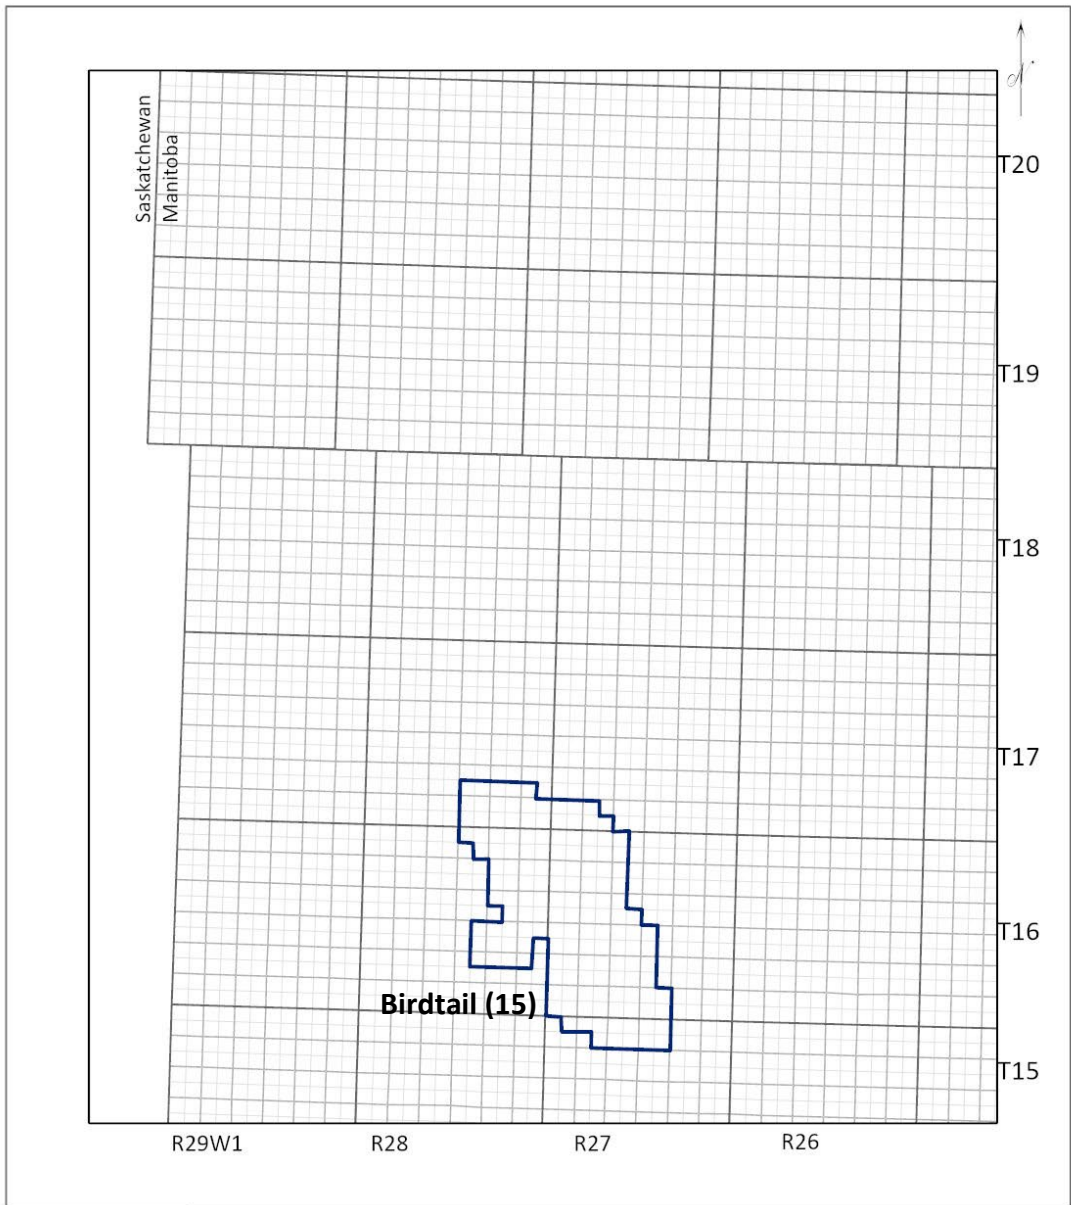 Saskatchewan
Manitoba
T20
T19
T18
T17
T16
Birdtail (15)
T15
R29W1
R28
R27
R26